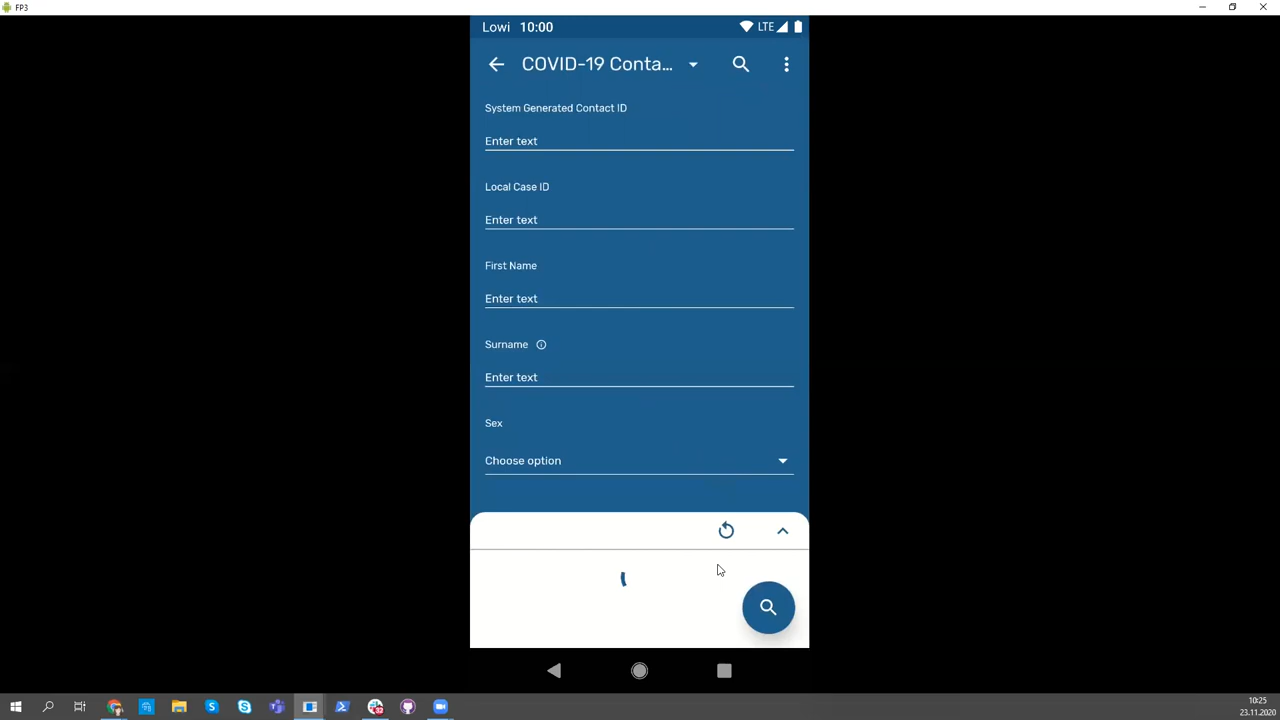 FP3
Lowi 10:00 LTE
COVID-19 Conta...
System Generated Contact ID
Enter text
Local Case ID
Enter text
First Name
Enter text
Surname
Enter text
Sex
Choose option
10:25
23.11.2020